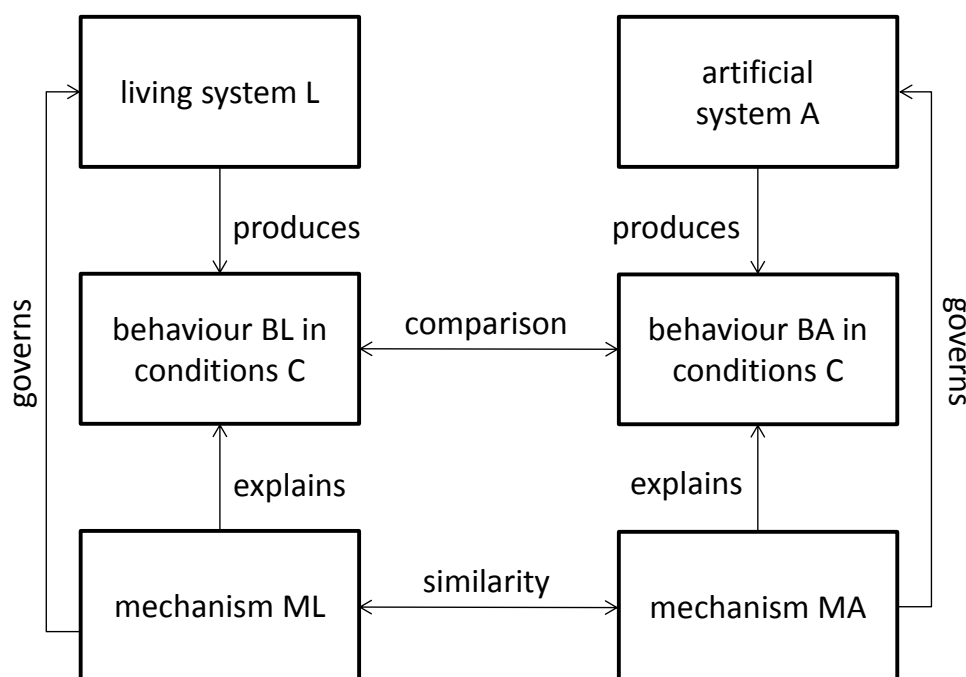 living system L
artificial
system A
produces
produces
governs
behaviour BL in
conditions C
comparison
behaviour BA in
conditions C
governs
explains
explains
mechanism ML
similarity
mechanism MA